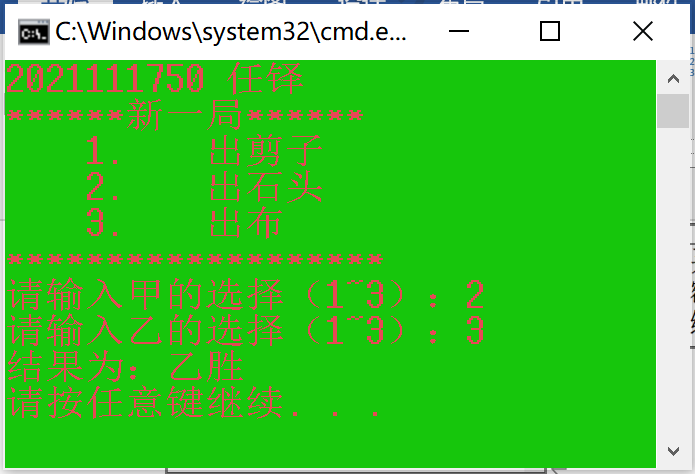 C:\Windows\system32\cmd.e...
2021111750 任铎
******新一局******
1. 出剪子
2. 出石头
3. 出布
*******************
请输入甲的选择（1~3）：2
请输入乙的选择（1~3）：3
结果为：乙胜
请按任意键继续. . .